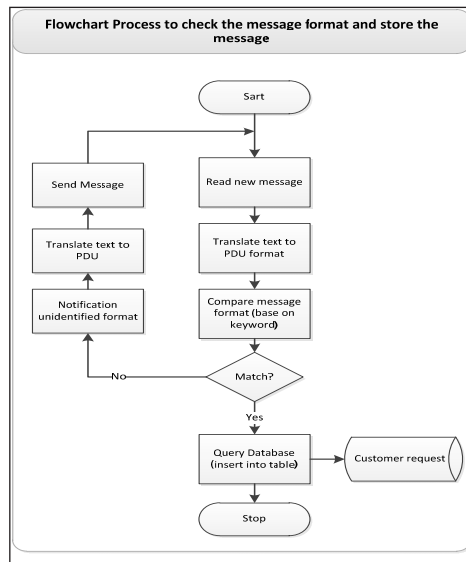 Flowchart Process to check the message format and store the
message
Sart
Read new message
Translate text to
PDU format
Compare message
format (base on
keyword)
Match?
No
Notification
unidentified format
Translate text to
PDU
Send Message
Yes
Query Database
(insert into table)
Customer request
Stop